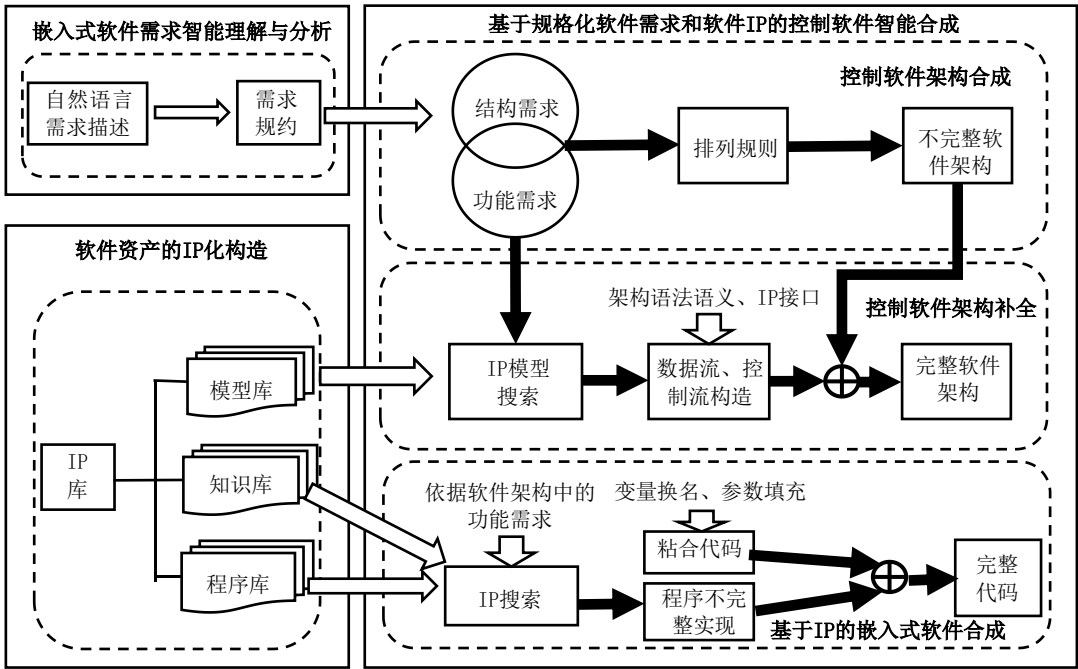 嵌入式软件需求智能理解与分析
自然语言
需求描述
需求
规约
软件资产的IP化构造
IP
库
模型库
知识库
程序库
基于规格化软件需求和软件IP的控制软件智能合成
控制软件架构合成
结构需求
功能需求
排列规则
不完整软
件架构
架构语法语义、IP接口
控制软件架构补全
IP模型
搜索
数据流、控
制流构造
完整软件
架构
依据软件架构中的
功能需求
变量换名、参数填充
粘合代码
IP搜索
程序不完
整实现
完整
代码
基于IP的嵌入式软件合成